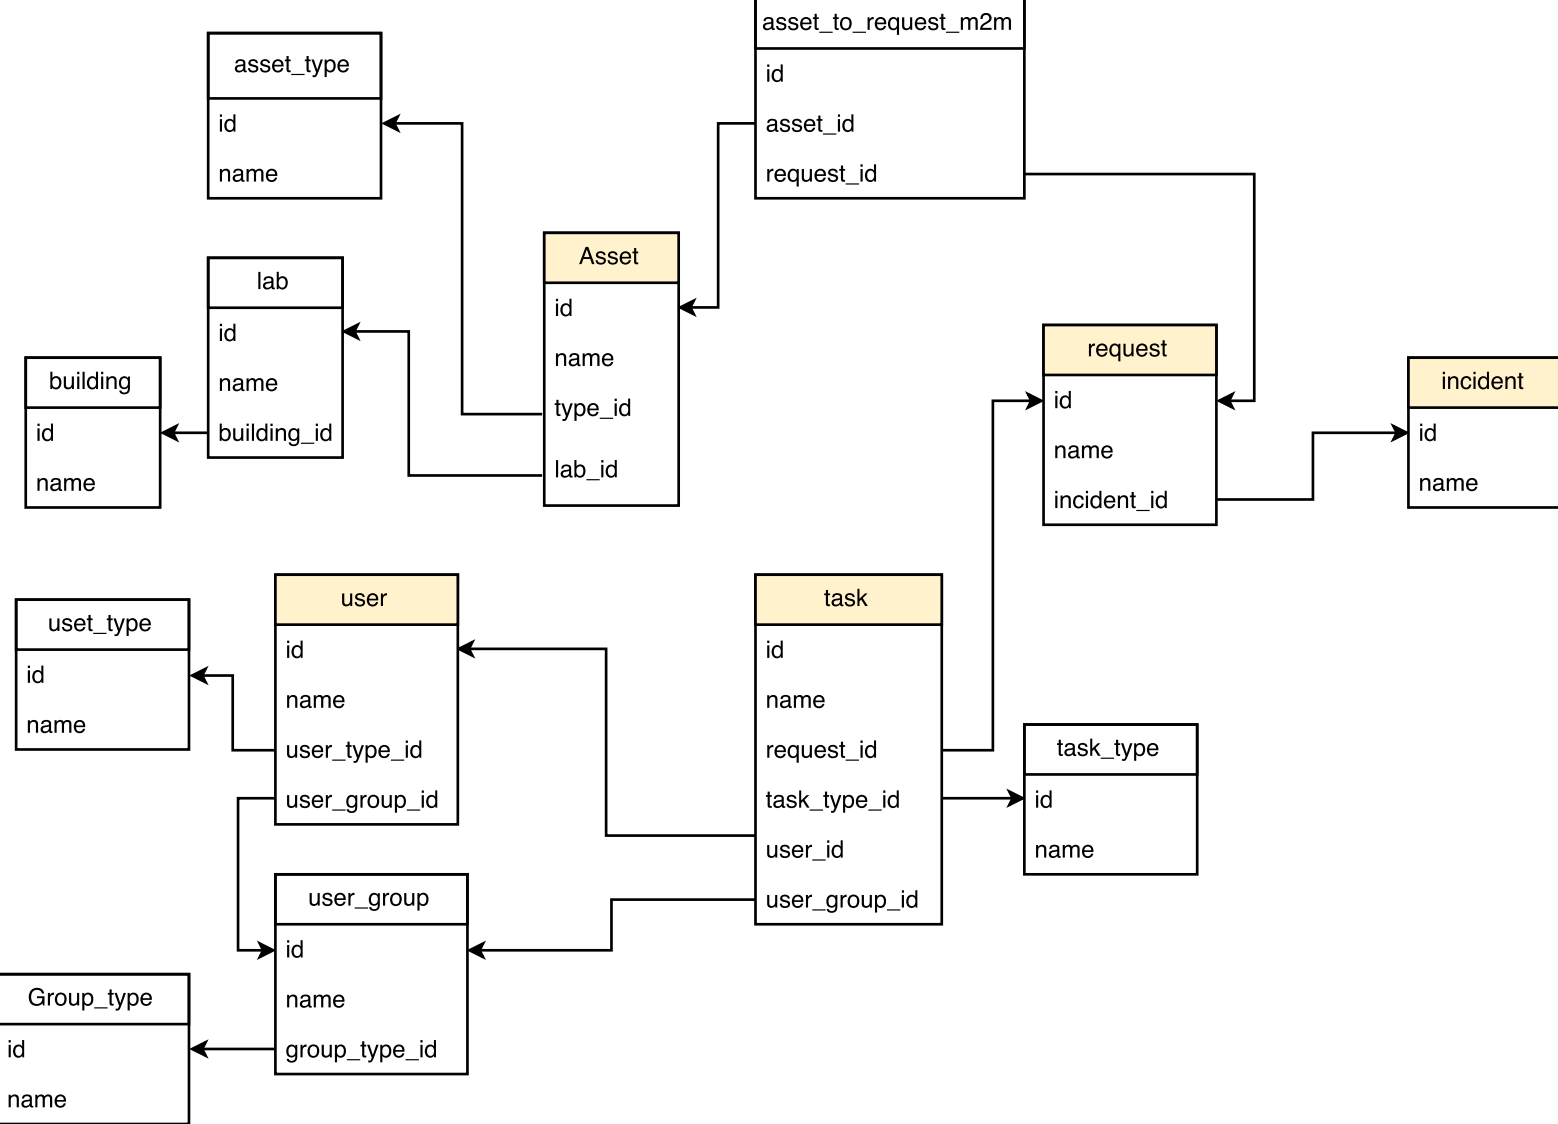 asset_to_request_m2m
id
asset_id
request_id
asset_type
id
name
Asset
id
name
type_id
lab_id
lab
id
name
building_id
building
id
name
request
id
name
incident_id
incident
id
name
user
id
name
user_type_id
user_group_id
uset_type
id
name
task
id
name
request_id
task_type_id
user_id
user_group_id
task_type
id
name
user_group
id
name
group_type_id
Group_type
id
name